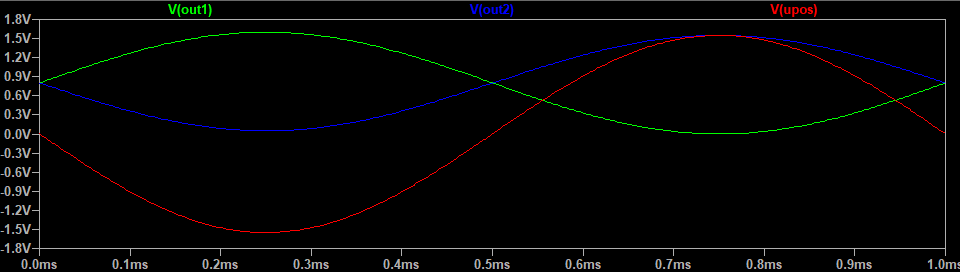 V(out1) V(out2) V(upos)
1.8V
1.5V
1.2V
0.9V
0.6V
0.3V
0.0V
-0.3V
-0.6V
-0.9V
-1.2V
-1.5V
-1.8V
0.0ms 0.1ms 0.2ms 0.3ms 0.4ms 0.5ms 0.6ms 0.7ms 0.8ms 0.9ms 1.0ms